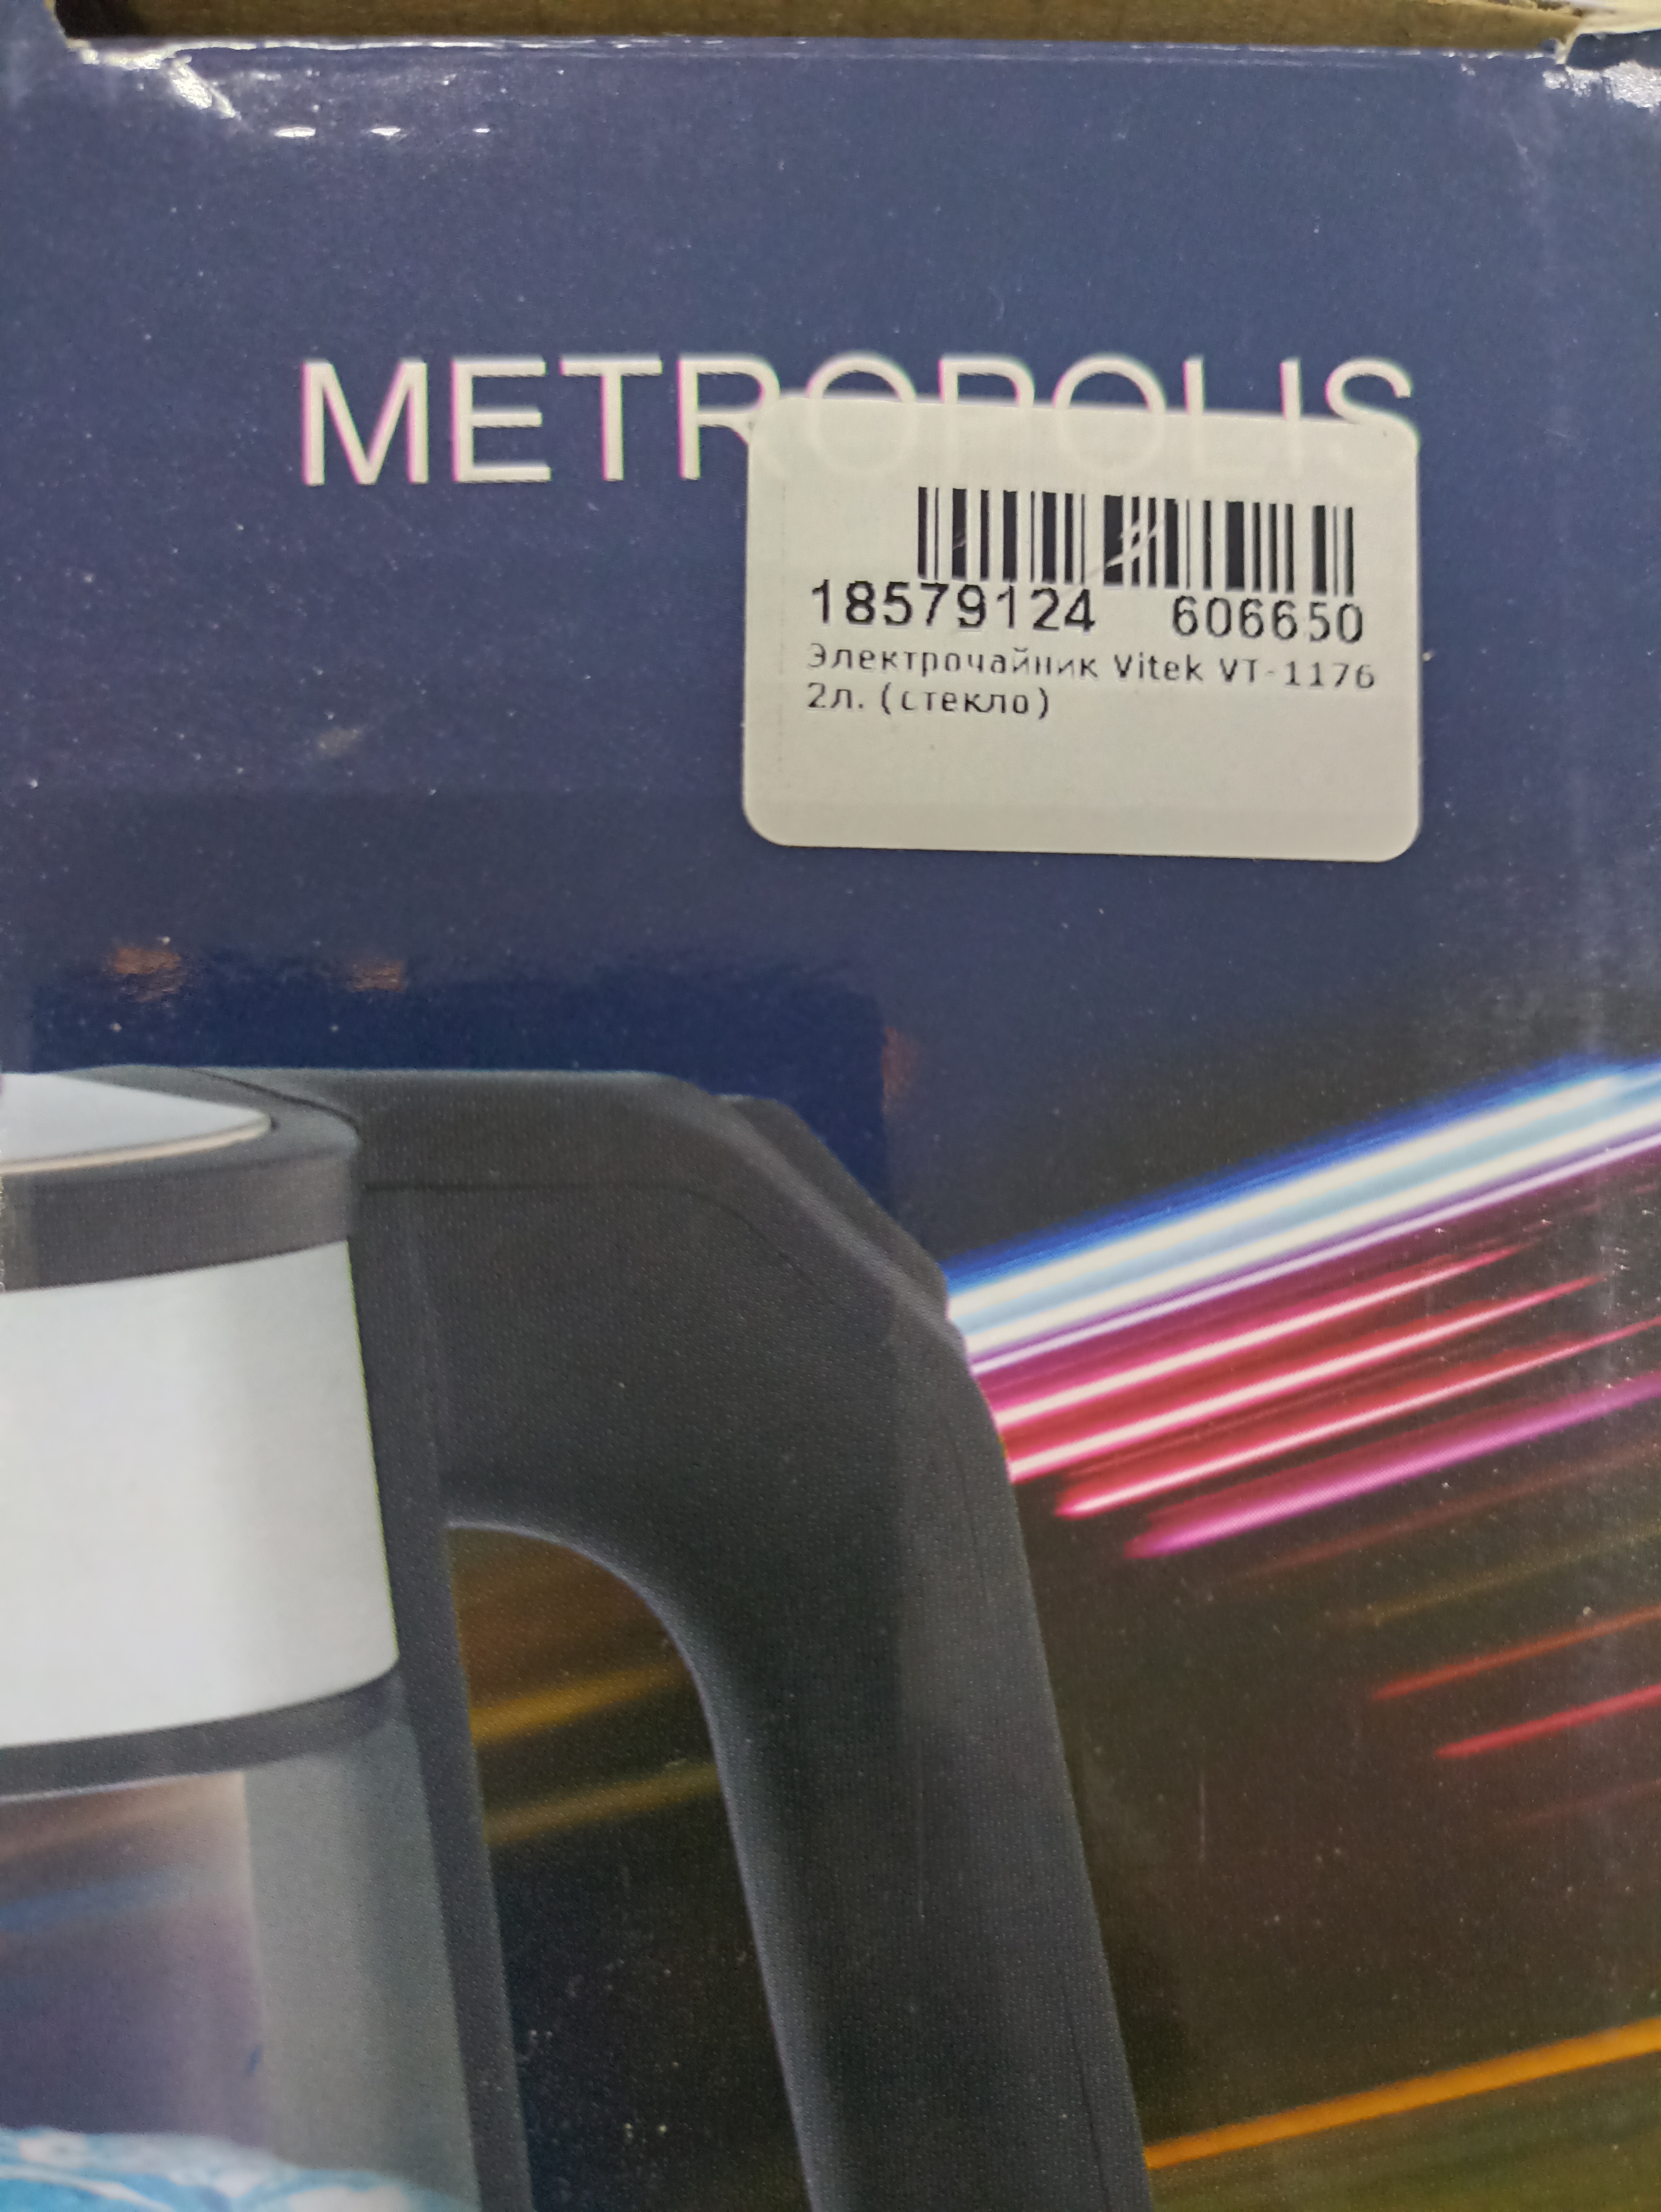 METROPOLIS
18579124 606650
Электрочайник Vitek VT-1176
2л. (стекло)